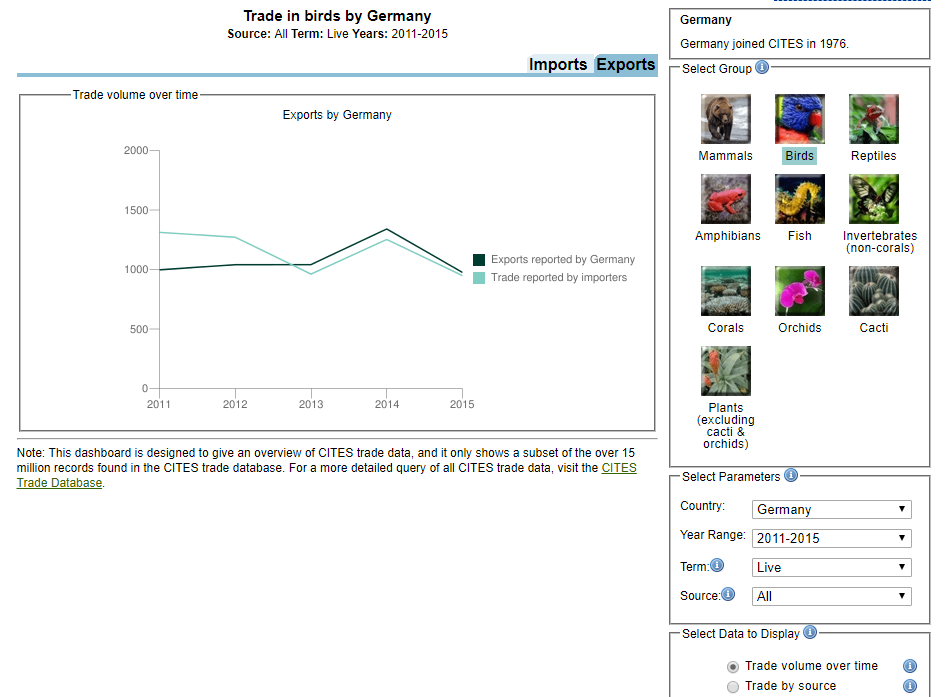 Trade in birds by Germany
Source: All Term: Live Years: 2011-2015
Imports Exports
Trade volume over time
Exports by Germany
2000
1500
1000
500
0
2011 2012 2013 2014 2015
Exports reported by Germany
Trade reported by importers
Note: This dashboard is designed to give an overview of CITES trade data, and it only shows a subset of the over 15
million records found in the CITES trade database. For a more detailed query of all CITES trade data, visit the CITES
Trade Database.
Germany
Germany joined CITES in 1976.
Select Group
Mammals Birds Reptiles
Amphibians Fish Invertebrates
(non-corals)
Corals Orchids Cacti
Plants
(excluding
cacti &
orchids)
Select Parameters
Country: Germany
Year Range: 2011-2015
Term: Live
Source: All
Select Data to Display
Trade volume over time
Trade by source